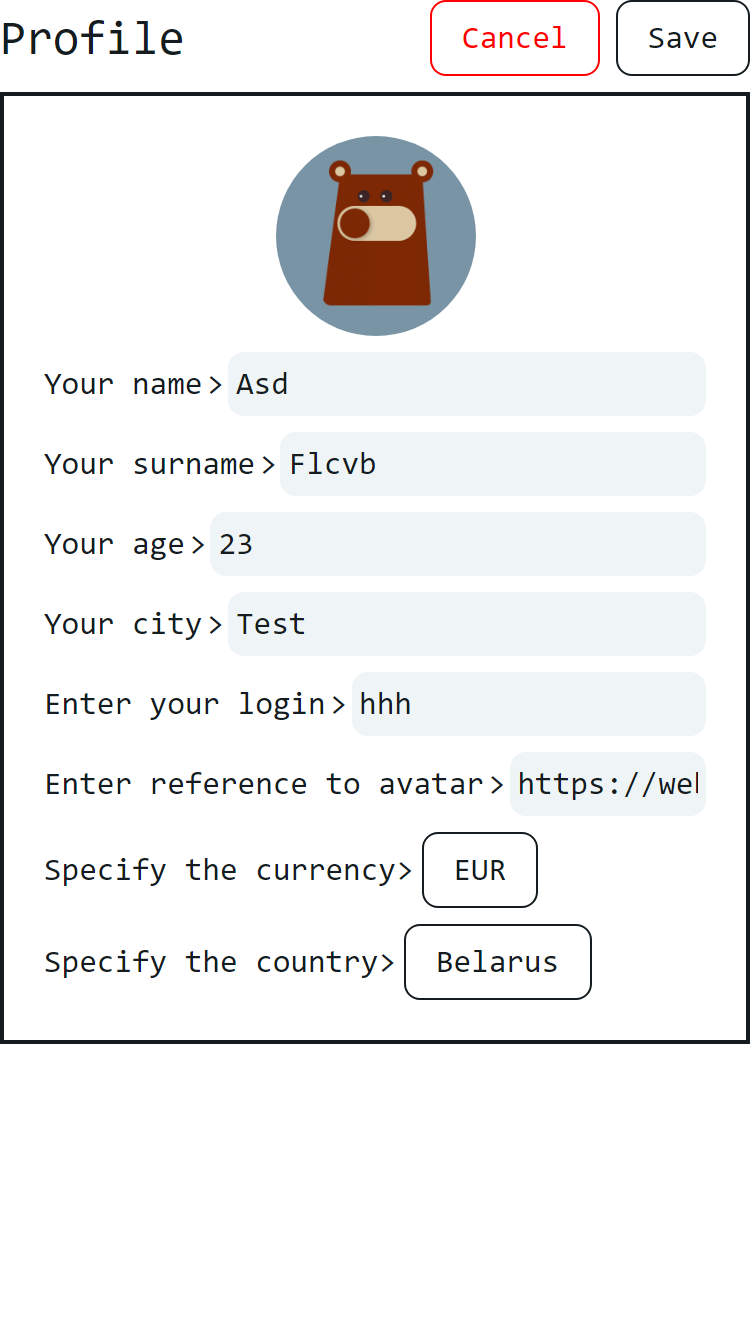 Profile Cancel Save
Your name> Asd
Your surname> Flcvb
Your age> 23
Your city> Test
Enter your login> hhh
Enter reference to avatar> https://we
Specify the currency> EUR
Specify the country> Belarus